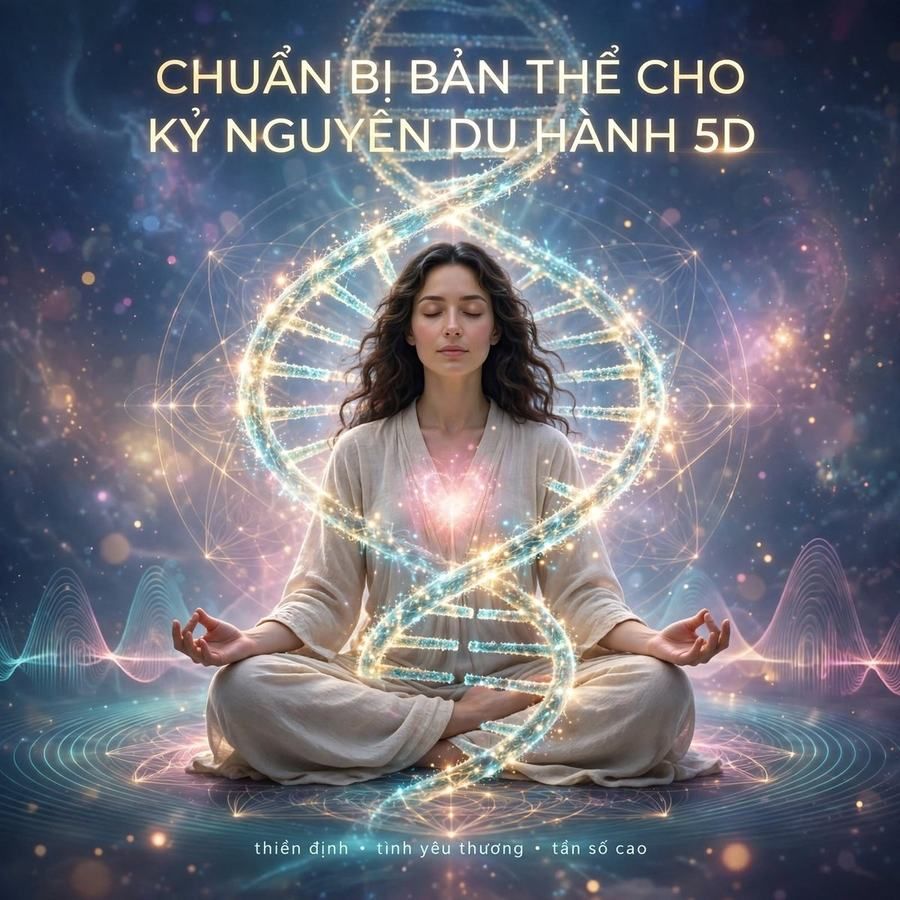 CHUẨN BỊ BẢN THỂ CHO
KỶ NGUYÊN DU HÀNH 5D
thiền định • tình yêu thương • tần số cao